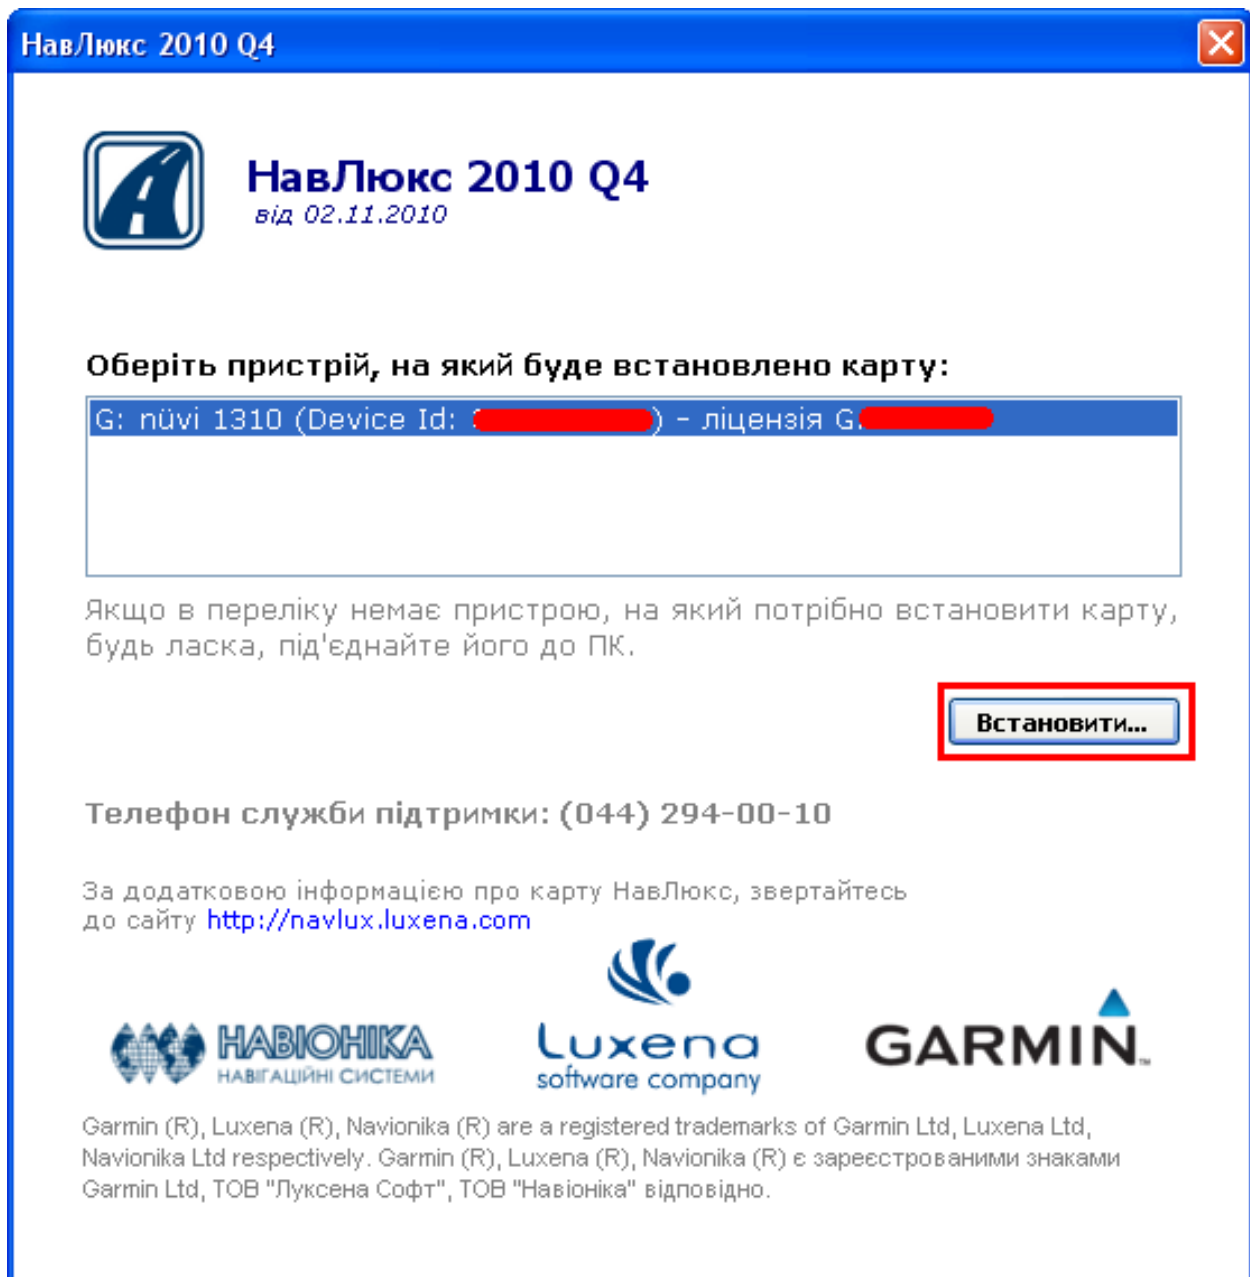 НавЛюкс 2010 Q4
НавЛюкс 2010 Q4
від 02.11.2010
Оберіть пристрій, на який буде встановлено карту:
G: nüvi 1310 (Device Id: ) - ліцензія G.
Якщо в переліку немає пристрою, на який потрібно встановити карту,
будь ласка, під'єднайте його до ПК.
Встановити...
Телефон служби підтримки: (044) 294-00-10
За додатковою інформацією про карту НавЛюкс, звертайтесь
до сайту http://navlux.luxena.com
НАВІОНІКА
НАВІГАЦІЙНІ СИСТЕМИ
Luxena
software company
GARMIN™
Garmin (R), Luxena (R), Navionika (R) are a registered trademarks of Garmin Ltd, Luxena Ltd,
Navionika Ltd respectively. Garmin (R), Luxena (R), Navionika (R) є зареєстрованими знаками
Garmin Ltd, ТОВ "Луксена Софт", ТОВ "Навіоніка" відповідно.